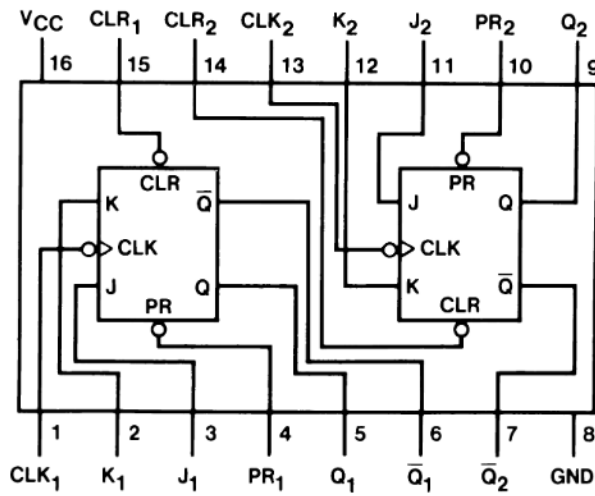 VCC CLR1 CLR2 CLK2 K2 J2 PR2 Q2
16 15 14 13 12 11 10 9
CLR PR
K Q̅ J Q
CLK CLK
J Q K Q̅
PR CLR
1 2 3 4 5 6 7 8
CLK1 K1 J1 PR1 Q1 Q̅1 Q̅2 GND